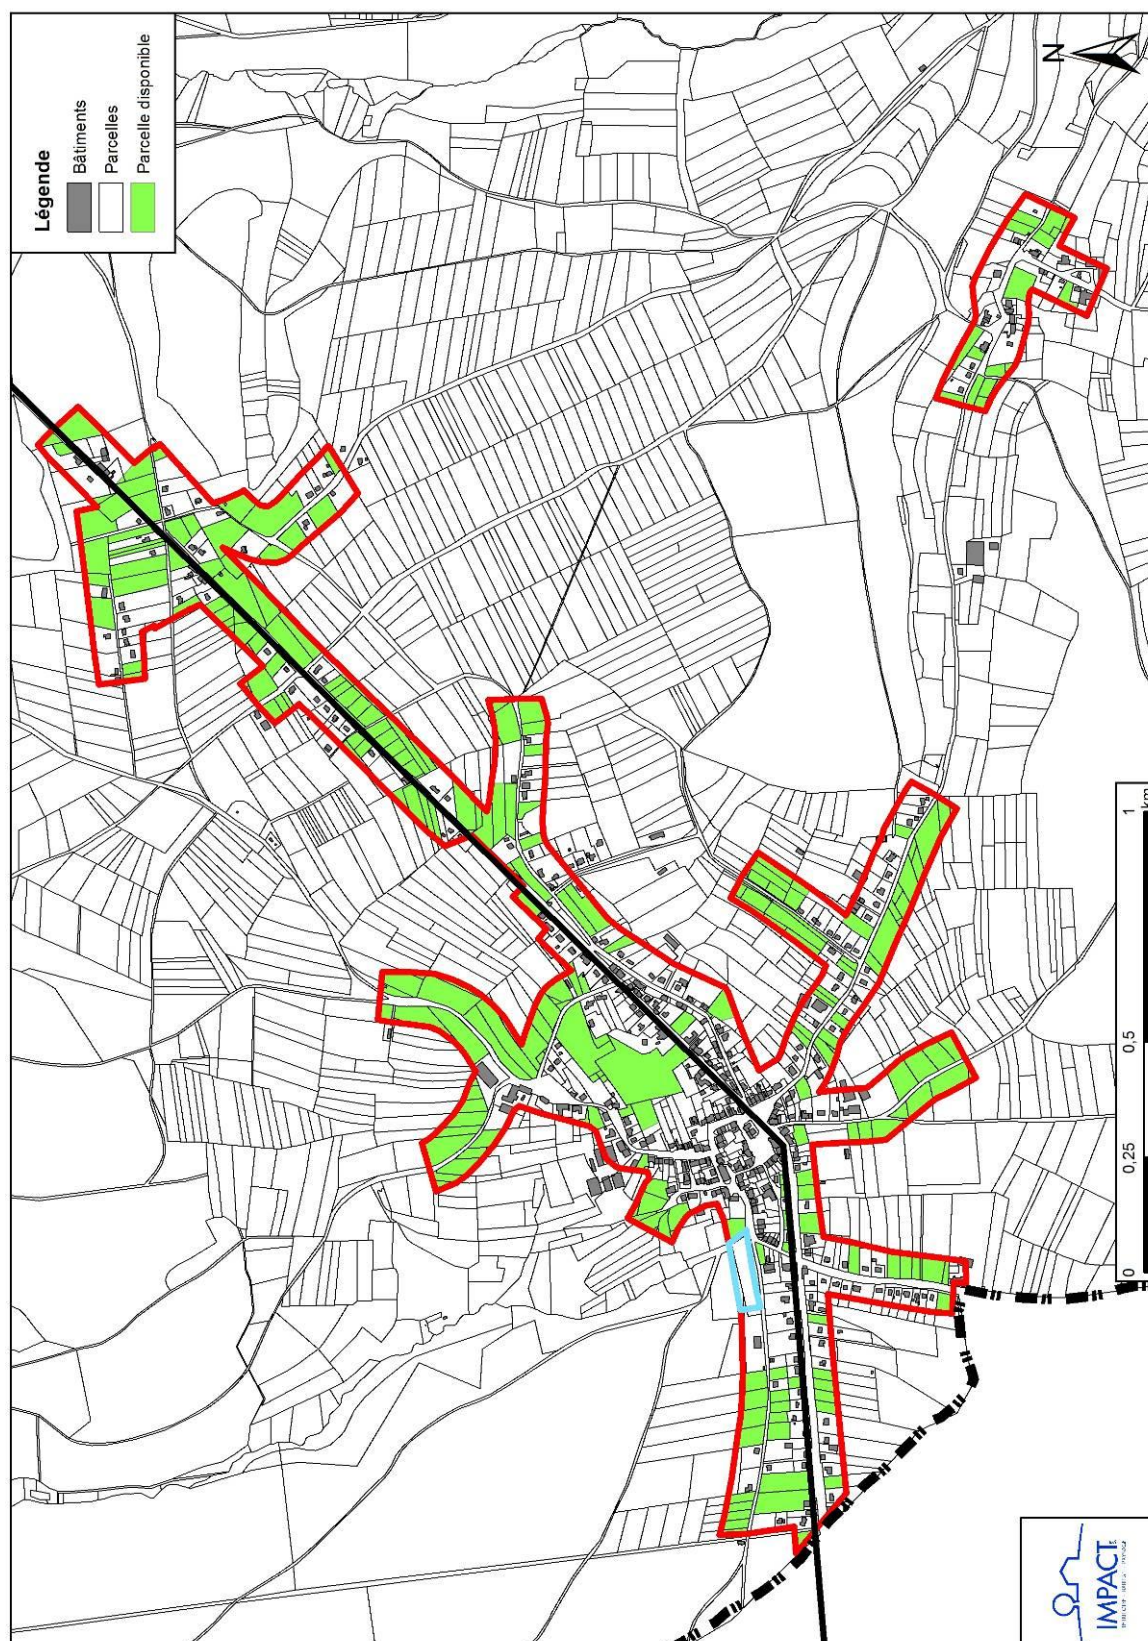 Légende
Bâtiments
Parcelles
Parcelle disponible
N
0 0,25 0,5 1
km
IMPACT